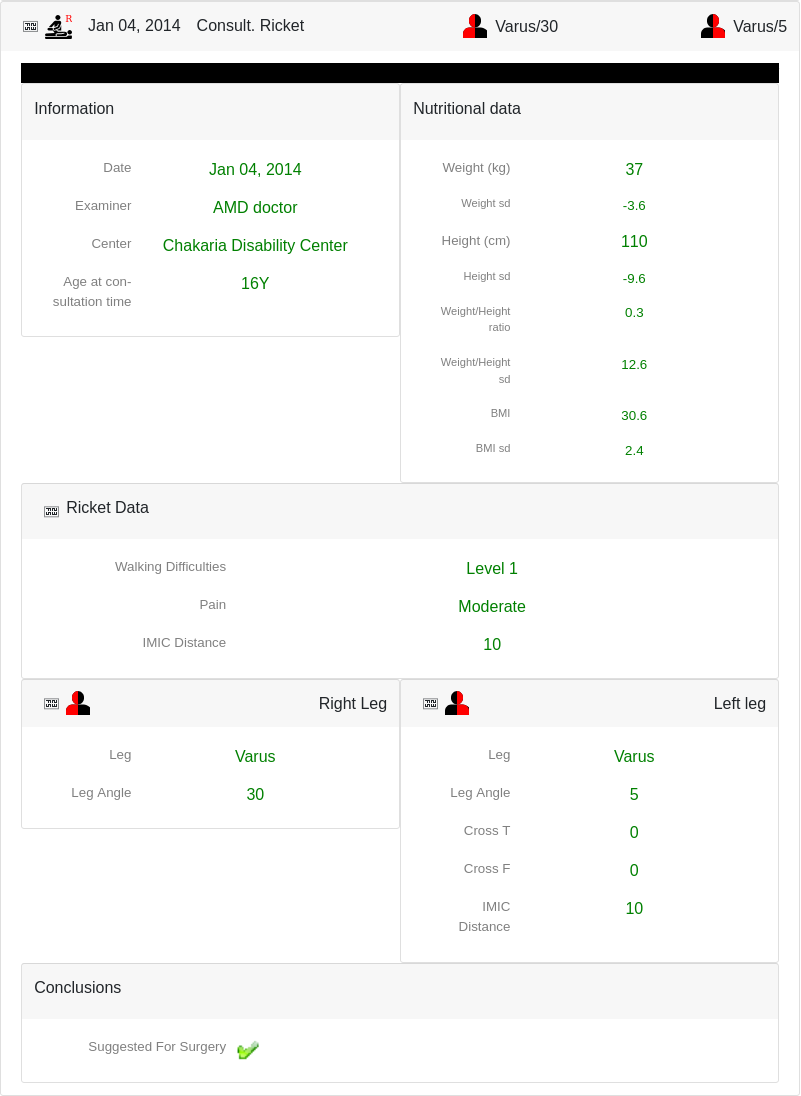 R
Jan 04, 2014 Consult. Ricket Varus/30 Varus/5
Information
Date Jan 04, 2014
Examiner AMD doctor
Center Chakaria Disability Center
Age at con-
sultation time 16Y
Nutritional data
Weight (kg) 37
Weight sd -3.6
Height (cm) 110
Height sd -9.6
Weight/Height
ratio 0.3
Weight/Height
sd 12.6
BMI 30.6
BMI sd 2.4
Ricket Data
Walking Difficulties Level 1
Pain Moderate
IMIC Distance 10
Right Leg
Leg Varus
Leg Angle 30
Left leg
Leg Varus
Leg Angle 5
Cross T 0
Cross F 0
IMIC
Distance 10
Conclusions
Suggested For Surgery